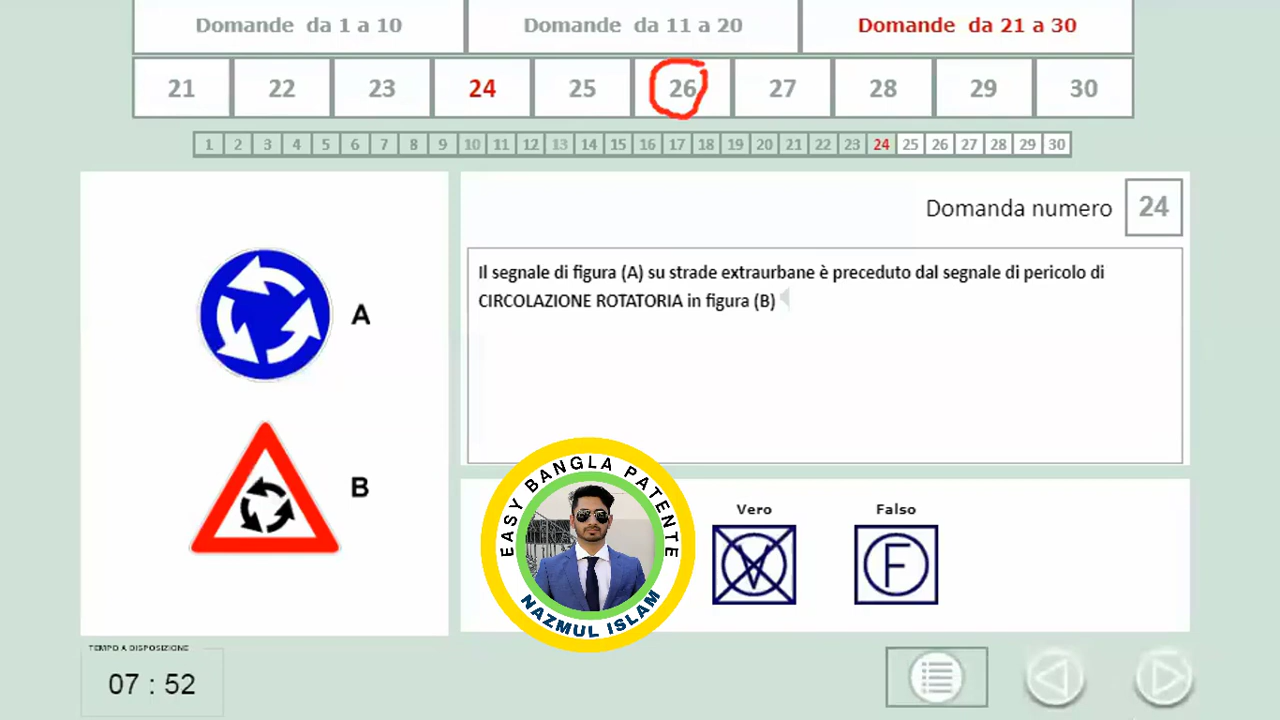 Domande da 1 a 10
Domande da 11 a 20
Domande da 21 a 30
21 22 23 24 25 26 27 28 29 30
1 2 3 4 5 6 7 8 9 10 11 12 13 14 15 16 17 18 19 20 21 22 23 24 25 26 27 28 29 30
Domanda numero 24
A
B
Il segnale di figura (A) su strade extraurbane è preceduto dal segnale di pericolo di
CIRCOLAZIONE ROTATORIA in figura (B)
EASY BANGLA PATENTE
NAZMUL ISLAM
Vero
Falso
V
F
TEMPO A DISPOSIZIONE
07 : 52